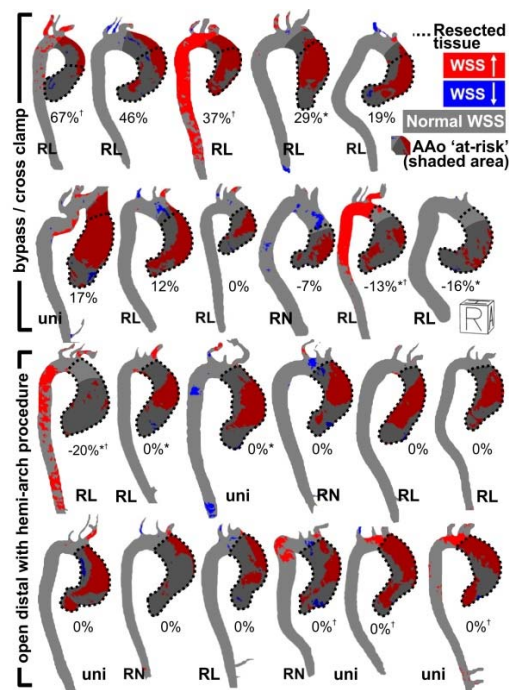 Resected
tissue
WSS ↑
WSS ↓
Normal WSS
AAo 'at-risk'
(shaded area)
bypass / cross clamp
67%†
46%
37%†
29%*
19%
RL
RL
RL
RL
RL
17%
12%
0%
-7%
-13%*†
-16%*
uni
RL
RL
RN
RL
RL
R
A
open distal with hemi-arch procedure
-20%*†
0%*
0%*
0%
0%
0%
RL
RL
uni
RN
RL
RL
0%
0%
0%
0%†
0%†
0%†
uni
RN
RL
RN
uni
uni